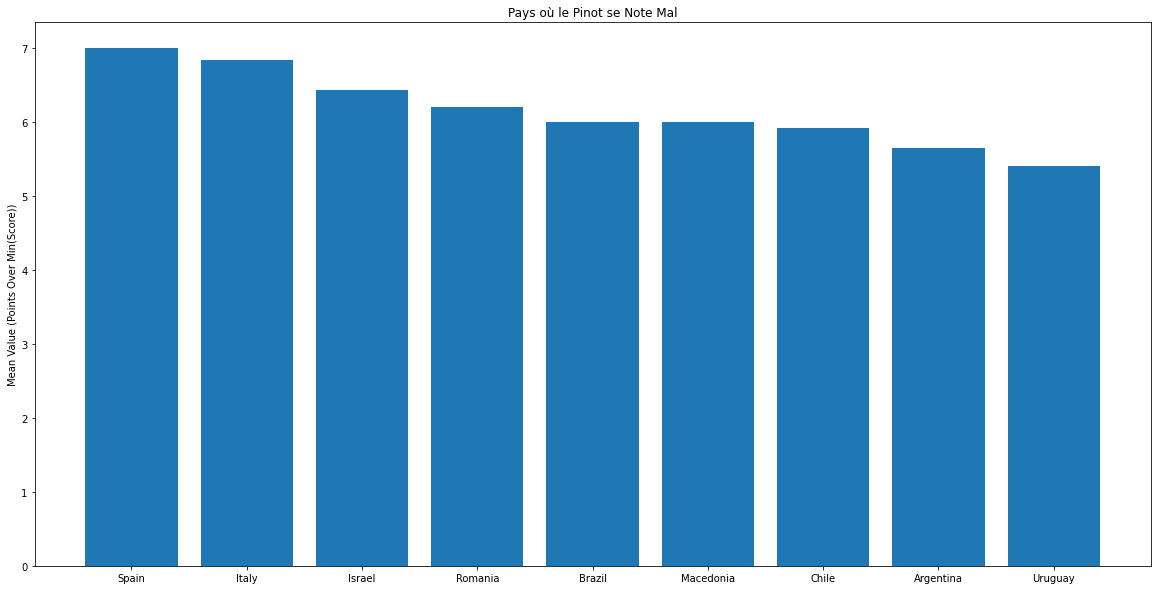 Pays où le Pinot se Note Mal
Mean Value (Points Over Min(Score))
7
6
5
4
3
2
1
0
Spain Italy Israel Romania Brazil Macedonia Chile Argentina Uruguay